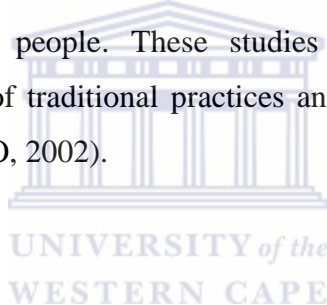 people. These studies
of traditional practices an
, 2002).
UNIVERSITY of the
WESTERN CAPE